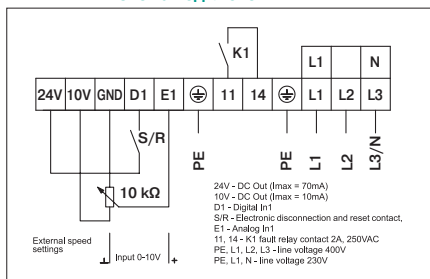 K1
L1 N
24V 10V GND D1 E1 11 14 L1 L2 L3
S/R
PE PE L1 L2 L3/N
10 kΩ
External speed
settings
Input 0-10V +
24V - DC Out (Imax = 70mA)
10V - DC Out (Imax = 10mA)
D1 - Digital In1
S/R - Electronic disconnection and reset contact,
E1 - Analog In1
11, 14 - K1 fault relay contact 2A, 250VAC
PE, L1, L2, L3 - line voltage 400V
PE, L1, N - line voltage 230V